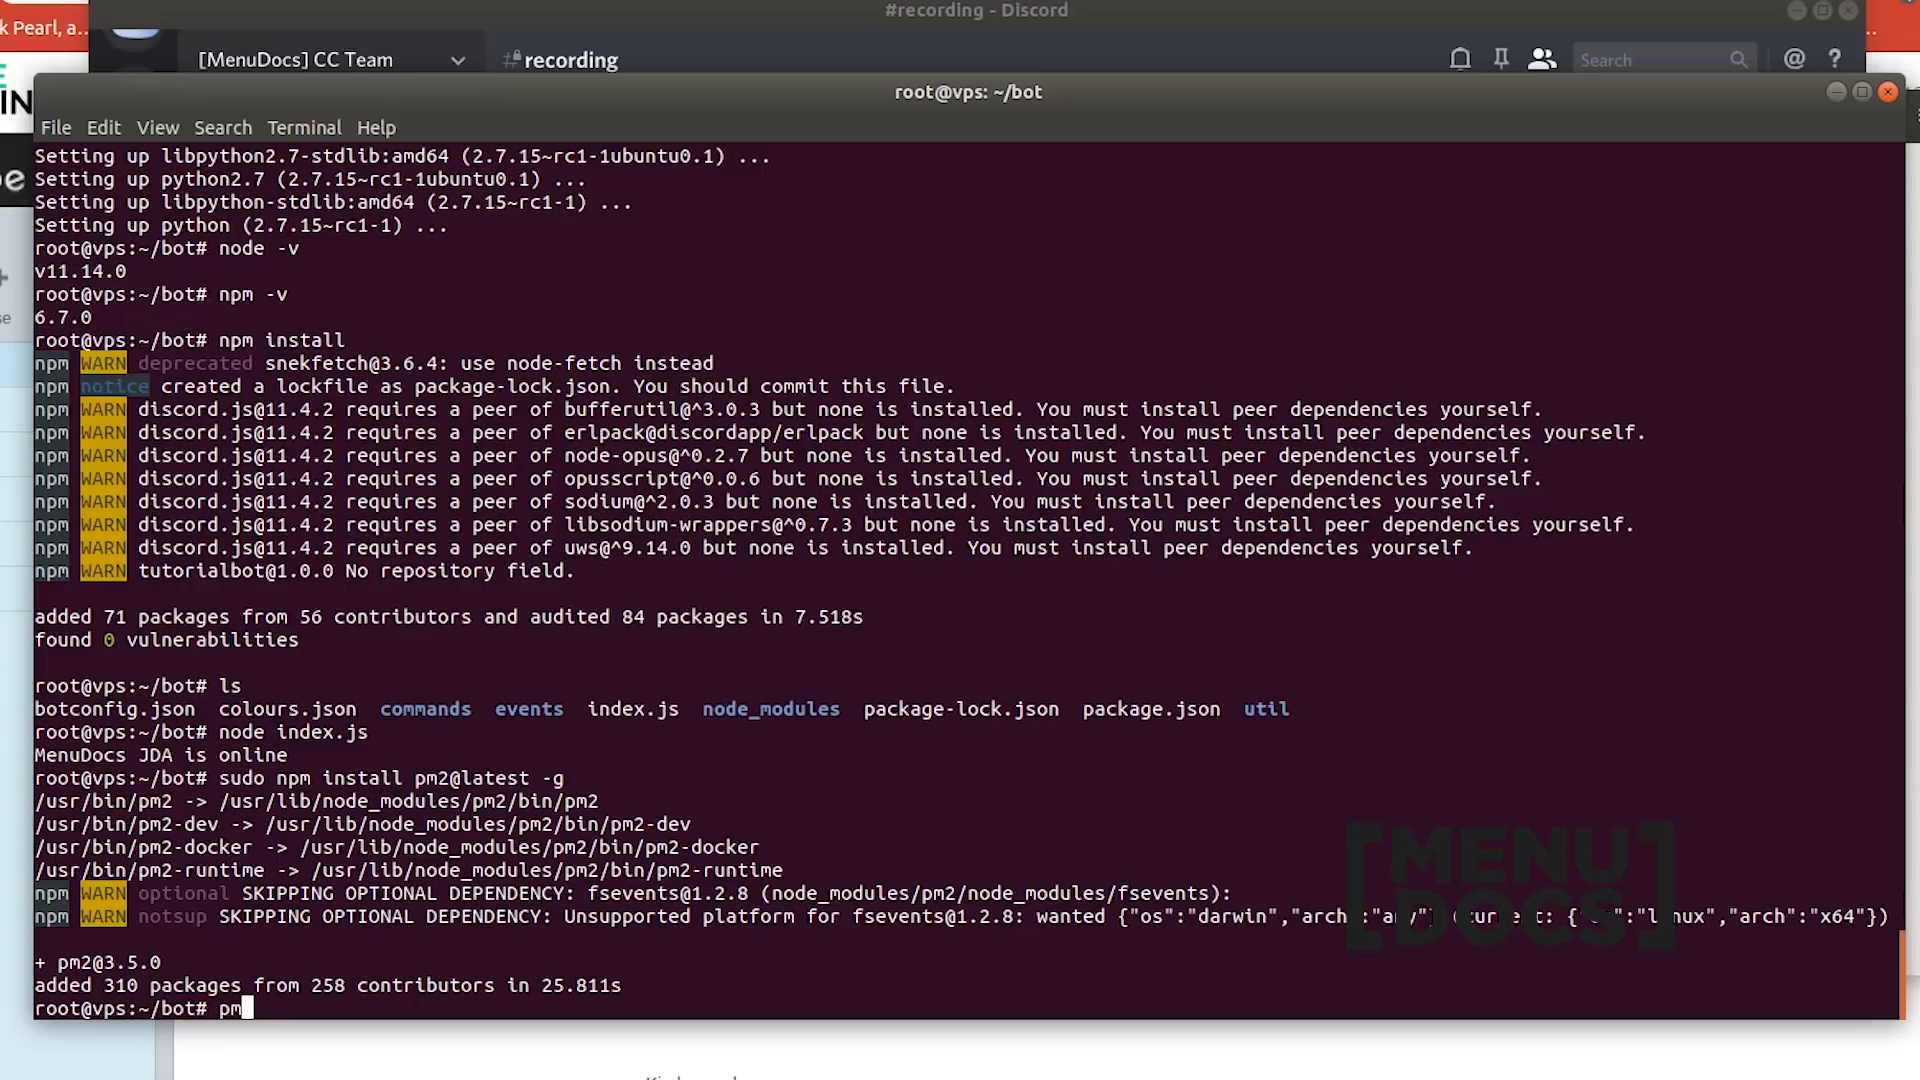 #recording - Discord
k Pearl, a...
[MenuDocs] CC Team
#recording
Search
@ ?
IN
root@vps: ~/bot
File Edit View Search Terminal Help
Setting up libpython2.7-stdlib:amd64 (2.7.15~rc1-1ubuntu0.1) ...
Setting up python2.7 (2.7.15~rc1-1ubuntu0.1) ...
Setting up libpython-stdlib:amd64 (2.7.15~rc1-1) ...
Setting up python (2.7.15~rc1-1) ...
root@vps:~/bot# node -v
v11.14.0
root@vps:~/bot# npm -v
6.7.0
root@vps:~/bot# npm install
npm WARN deprecated snekfetch@3.6.4: use node-fetch instead
npm notice created a lockfile as package-lock.json. You should commit this file.
npm WARN discord.js@11.4.2 requires a peer of bufferutil@^3.0.3 but none is installed. You must install peer dependencies yourself.
npm WARN discord.js@11.4.2 requires a peer of erlpack@discordapp/erlpack but none is installed. You must install peer dependencies yourself.
npm WARN discord.js@11.4.2 requires a peer of node-opus@^0.2.7 but none is installed. You must install peer dependencies yourself.
npm WARN discord.js@11.4.2 requires a peer of opusscript@^0.0.6 but none is installed. You must install peer dependencies yourself.
npm WARN discord.js@11.4.2 requires a peer of sodium@^2.0.3 but none is installed. You must install peer dependencies yourself.
npm WARN discord.js@11.4.2 requires a peer of libsodium-wrappers@^0.7.3 but none is installed. You must install peer dependencies yourself.
npm WARN discord.js@11.4.2 requires a peer of uws@^9.14.0 but none is installed. You must install peer dependencies yourself.
npm WARN tutorialbot@1.0.0 No repository field.
added 71 packages from 56 contributors and audited 84 packages in 7.518s
found 0 vulnerabilities
root@vps:~/bot# ls
botconfig.json colours.json commands events index.js node_modules package-lock.json package.json util
root@vps:~/bot# node index.js
MenuDocs JDA is online
root@vps:~/bot# sudo npm install pm2@latest -g
/usr/bin/pm2 -> /usr/lib/node_modules/pm2/bin/pm2
/usr/bin/pm2-dev -> /usr/lib/node_modules/pm2/bin/pm2-dev
/usr/bin/pm2-docker -> /usr/lib/node_modules/pm2/bin/pm2-docker
/usr/bin/pm2-runtime -> /usr/lib/node_modules/pm2/bin/pm2-runtime
npm WARN optional SKIPPING OPTIONAL DEPENDENCY: fsevents@1.2.8 (node_modules/pm2/node_modules/fsevents):
npm WARN notsup SKIPPING OPTIONAL DEPENDENCY: Unsupported platform for fsevents@1.2.8: wanted {"os":"darwin","arch":"any"} (current: {"os":"linux","arch":"x64"})
+ pm2@3.5.0
added 310 packages from 258 contributors in 25.811s
root@vps:~/bot# pm
[MENU
DOCS]